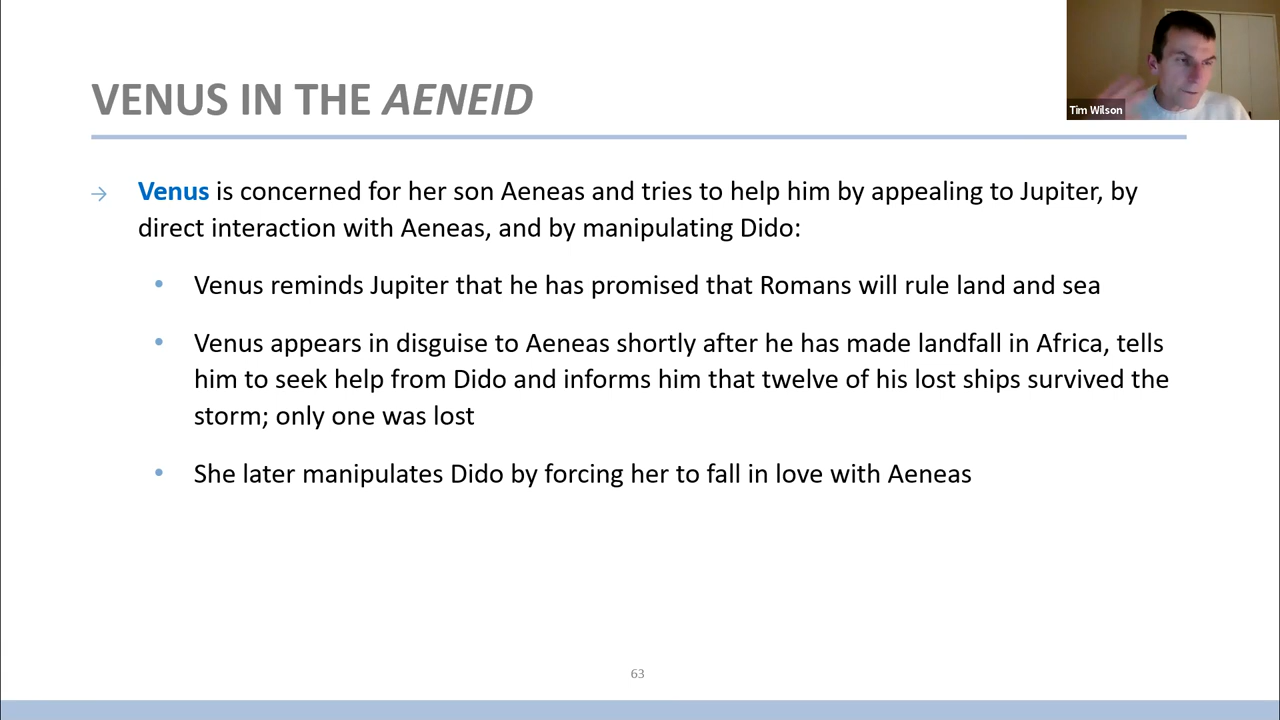 VENUS IN THE AENEID
Tim Wilson
→ Venus is concerned for her son Aeneas and tries to help him by appealing to Jupiter, by
direct interaction with Aeneas, and by manipulating Dido:
• Venus reminds Jupiter that he has promised that Romans will rule land and sea
• Venus appears in disguise to Aeneas shortly after he has made landfall in Africa, tells
him to seek help from Dido and informs him that twelve of his lost ships survived the
storm; only one was lost
• She later manipulates Dido by forcing her to fall in love with Aeneas
63